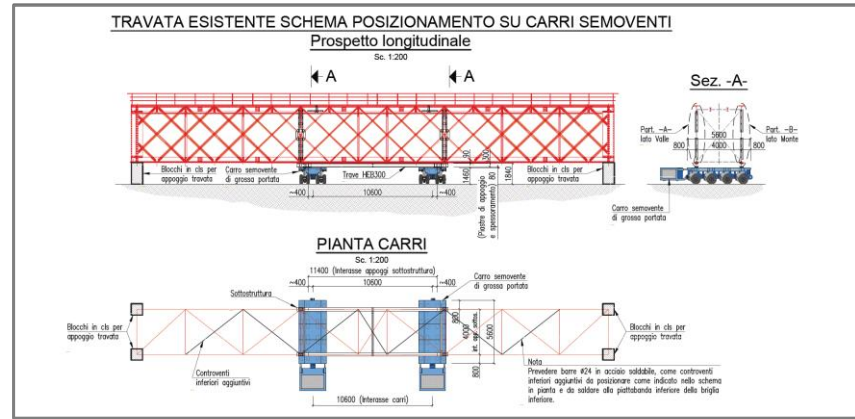 TRAVATA ESISTENTE SCHEMA POSIZIONAMENTO SU CARRI SEMOVENTI
Prospetto longitudinale
Sc. 1:200
A
A
Sez. -A-
Part. -A-
lato Valle
Part. -B-
lato Monte
5600
800
4000
800
Blocchi in cls per
appoggio travata
Carro semovente
di grossa portata
Trave HEB300
Blocchi in cls per
appoggio travata
~400
10600
~400
1460
90
300
(Piastre di appoggio
e spessoramento)
80
1840
Carro semovente
di grossa portata
PIANTA CARRI
Sc. 1:200
11400 (Interasse appoggi sottostruttura)
~400
10600
~400
Sottostruttura
Carro semovente
di grossa portata
Blocchi in cls per
appoggio travata
800
4000
int. app. sotto.
5600
800
Blocchi in cls per
appoggio travata
Controventi
inferiori aggiuntivi
Nota
Prevedere barre ø24 in acciaio saldabile, come controventi
inferiori aggiuntivi da posizionare come indicato nello schema
in pianta e da saldare alla piattabanda inferiore della briglia
inferiore.
10600 (Interasse carri)